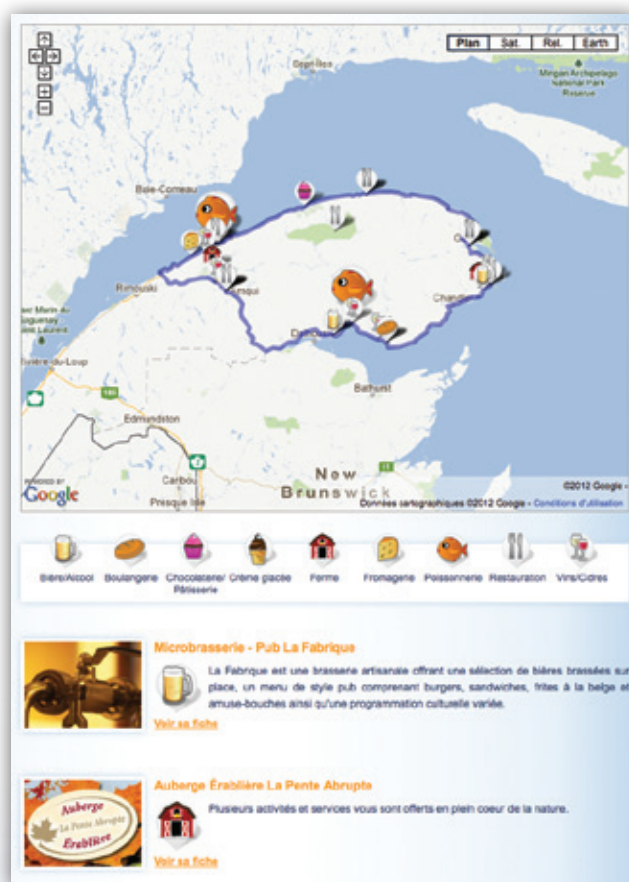 Plan Sat. Rel. Earth
Sept-Îles
Mingan Archipelago
National Park
Reserve
Baie-Comeau
Rimouski
Edmundston
Bathurst
Caribou
Presque Isle
New
Brunswick
POWERED BY
Google
©2012 Google -
Données cartographiques ©2012 Google - Conditions d'utilisation
Bière/Alcool Boulangerie Chocolaterie/ Crème glacée Ferme Fromagerie Poissonnerie Restauration Vins/Cidres
Pâtisserie
Microbrasserie - Pub La Fabrique
La Fabrique est une brasserie artisanale offrant une sélection de bières brassées sur
place, un menu de style pub comprenant burgers, sandwiches, frites à la belge et
amuse-bouches ainsi qu'une programmation culturelle variée.
Voir sa fiche
Auberge Érablière La Pente Abrupte
Auberge
La Pente Abrupte
Érablière
Plusieurs activités et services vous sont offerts en plein coeur de la nature.
Voir sa fiche